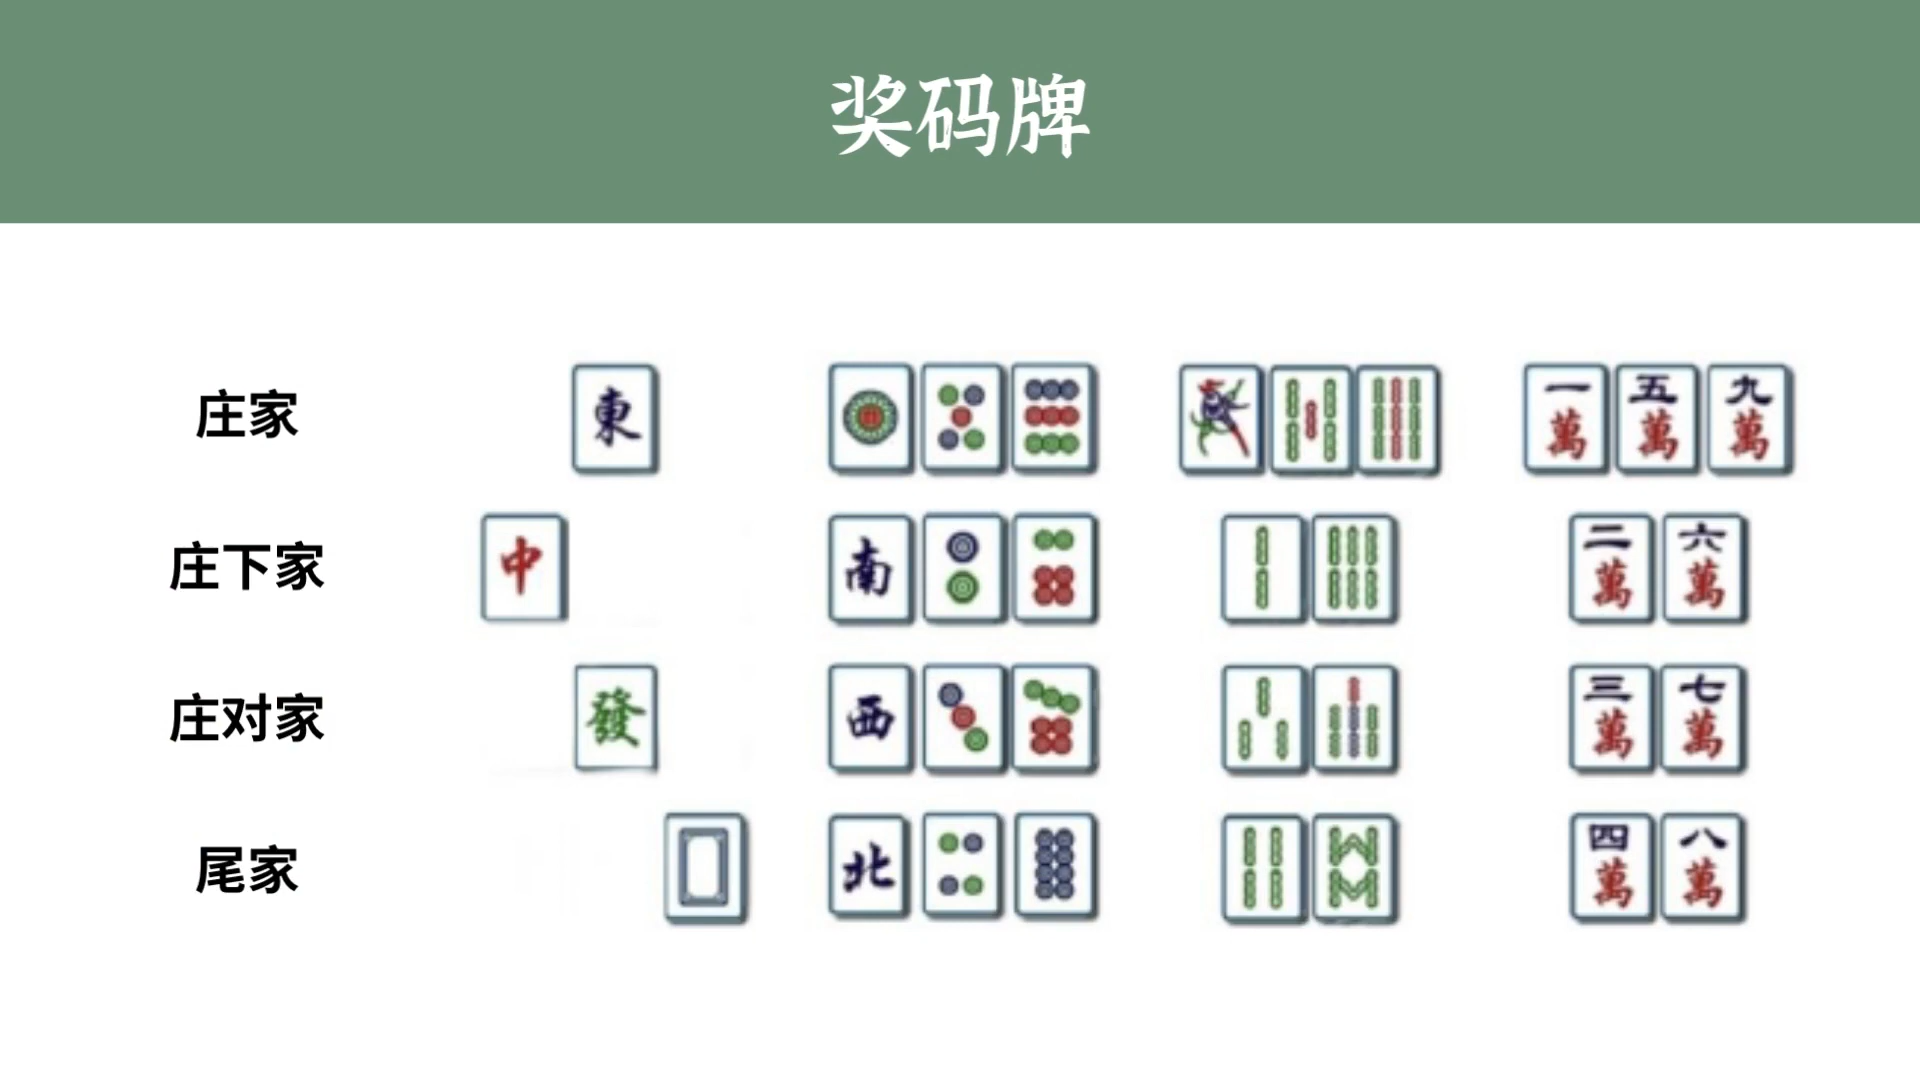 奖码牌
庄家 東 一萬 五萬 九萬
庄下家 中 南 二萬 六萬
庄对家 發 西 三萬 七萬
尾家 北 四萬 八萬